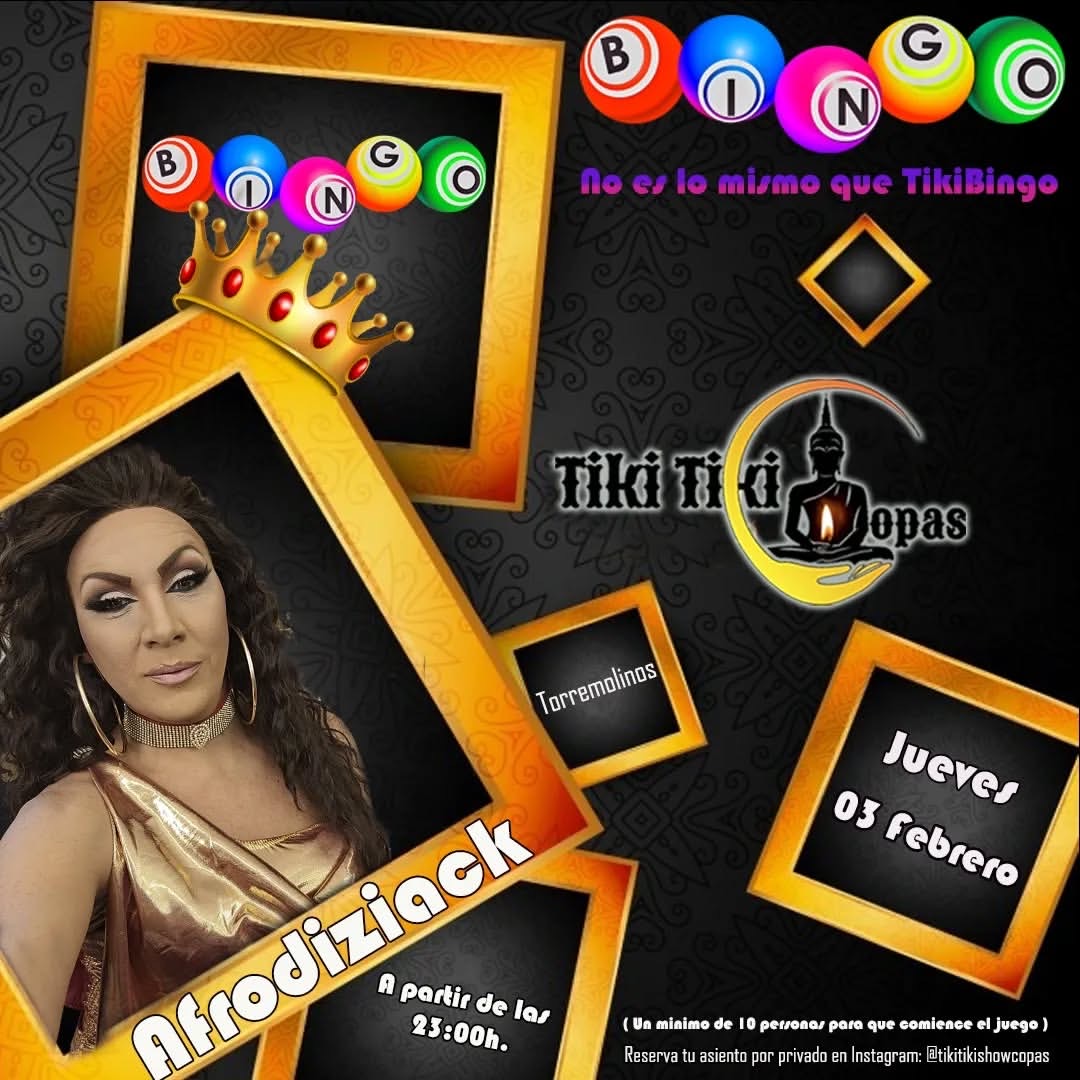 BINGO
No es lo mismo que TikiBingo
BINGO
Tiki Tiki Copas
Torremolinos
Jueves
03 Febrero
Afrodiziack
A partir de las
23:00h.
( Un minimo de 10 personas para que comience el juego )
Reserva tu asiento por privado en Instagram: @tikitikishowcopas